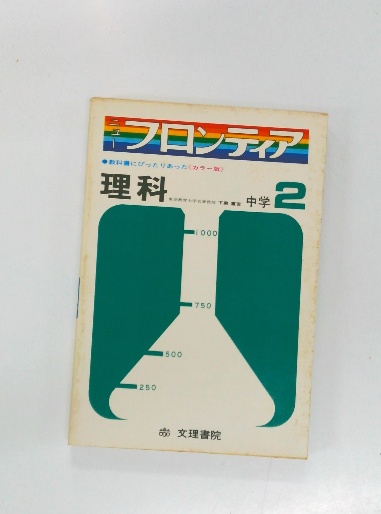 ニュー
フロンティア
●教科書にぴったりあった《カラー版》
理科 中学 2
1000
750
500
250
文理書院